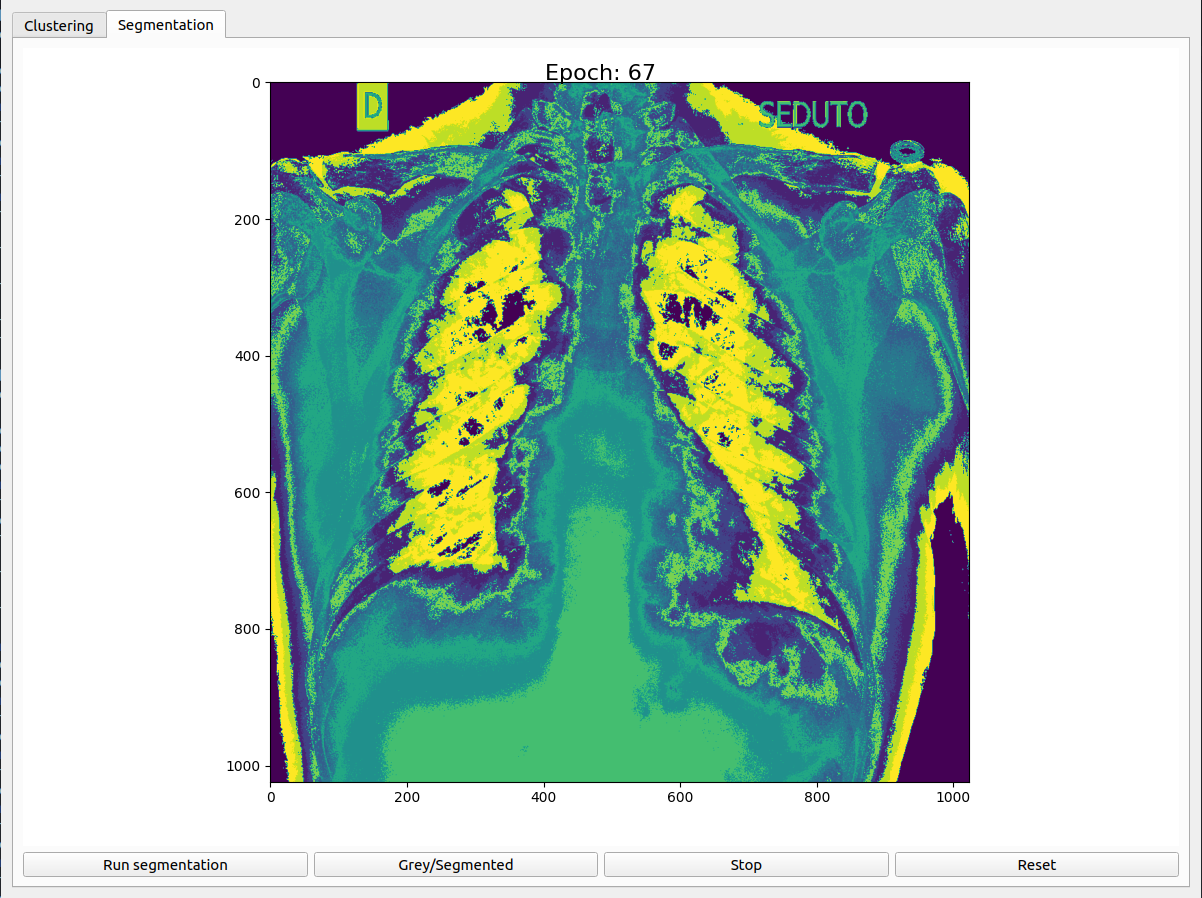 Clustering
Segmentation
Epoch: 67
0
200
400
600
800
1000
D
SEDUTO
0
200
400
600
800
1000
Run segmentation
Grey/Segmented
Stop
Reset